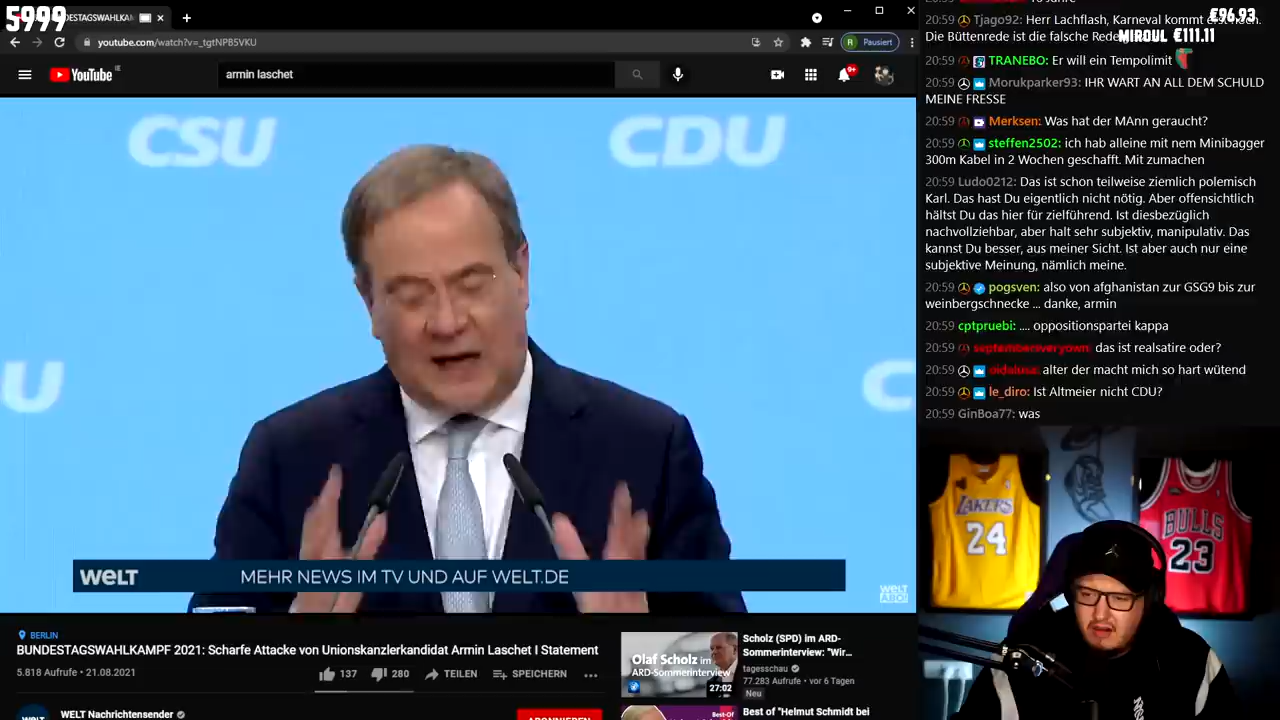 5999
BUNDESTAGSWAHLKAM
youtube.com/watch?v=_tgtNPB5VKU
R Pausiert
YouTube IE
armin laschet
9+
CSU
CDU
U
C
WELT
MEHR NEWS IM TV UND AUF WELT.DE
WELT
ABO!
BERLIN
BUNDESTAGSWAHLKAMPF 2021: Scharfe Attacke von Unionskanzlerkandidat Armin Laschet I Statement
5.818 Aufrufe • 21.08.2021
137
280
TEILEN
SPEICHERN
WELT Nachrichtensender
ABONNIEREN
Olaf Scholz im
ARD-Sommerinterview
27:02
Scholz (SPD) im ARD-
Sommerinterview: "Wir...
tagesschau
77.283 Aufrufe • vor 6 Tagen
Neu
Best-Of
Best of "Helmut Schmidt bei
€96.93
MIROUL €111.11
20:59 Tjago92: Herr Lachflash, Karneval kommt erst noch.
Die Büttenrede ist die falsche Rede
20:59 TRANEBO: Er will ein Tempolimit
20:59 Morukparker93: IHR WART AN ALL DEM SCHULD
MEINE FRESSE
20:59 Merksen: Was hat der MAnn geraucht?
20:59 steffen2502: ich hab alleine mit nem Minibagger
300m Kabel in 2 Wochen geschafft. Mit zumachen
20:59 Ludo0212: Das ist schon teilweise ziemlich polemisch
Karl. Das hast Du eigentlich nicht nötig. Aber offensichtlich
hältst Du das hier für zielführend. Ist diesbezüglich
nachvollziehbar, aber halt sehr subjektiv, manipulativ. Das
kannst Du besser, aus meiner Sicht. Ist aber auch nur eine
subjektive Meinung, nämlich meine.
20:59 pogsven: also von afghanistan zur GSG9 bis zur
weinbergschnecke ... danke, armin
20:59 cptpruebi: .... oppositionspartei kappa
20:59 septemberiveryown: das ist realsatire oder?
20:59 alter der macht mich so hart wütend
20:59 le_diro: Ist Altmeier nicht CDU?
20:59 GinBoa77: was
LAKERS
24
BULLS
23